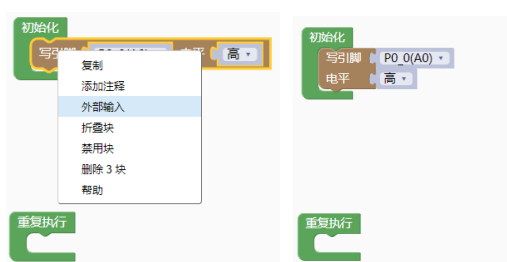 初始化
写引脚 电平 高
复制
添加注释
外部输入
折叠块
禁用块
删除 3 块
帮助
重复执行
初始化
写引脚 P0_0(A0)
电平 高
重复执行